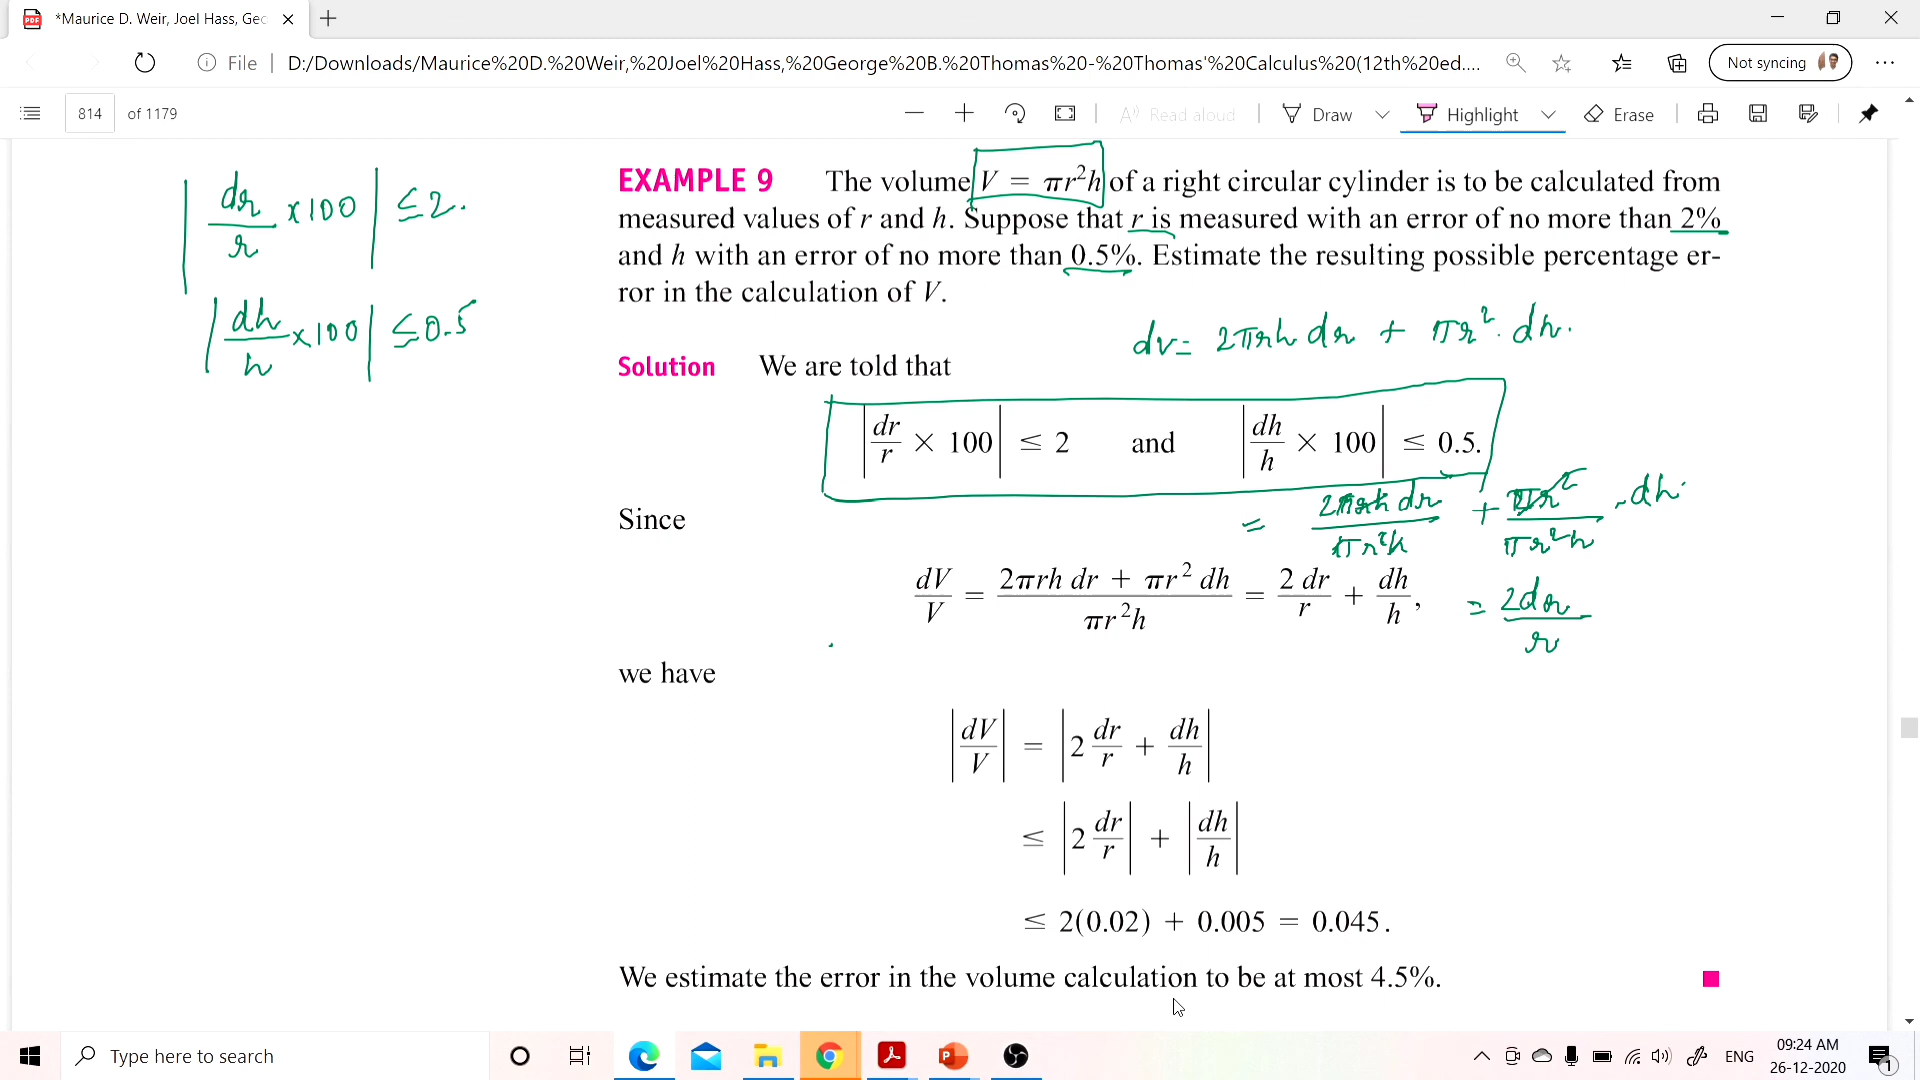 *Maurice D. Weir, Joel Hass, Geo
File D:/Downloads/Maurice%20D.%20Weir,%20Joel%20Hass,%20George%20B.%20Thomas%20-%20Thomas'%20Calculus%20(12th%20ed....
Not syncing
814 of 1179
Read aloud Draw Highlight Erase
EXAMPLE 9 The volume V = πr²h of a right circular cylinder is to be calculated from
measured values of r and h. Suppose that r is measured with an error of no more than 2%
and h with an error of no more than 0.5%. Estimate the resulting possible percentage er-
ror in the calculation of V.
|dr/r ×100| ≤ 2.
|dh/h ×100| ≤ 0.5
dv = 2πrh dr + πr². dh.
Solution We are told that
|dr/r × 100| ≤ 2 and |dh/h × 100| ≤ 0.5.
= 2πrh dr/πr²h + πr²/πr²h . dh.
Since
dV/V = (2πrh dr + πr² dh)/πr²h = 2 dr/r + dh/h,
= 2dr/r
we have
|dV/V| = |2 dr/r + dh/h|
≤ |2 dr/r| + |dh/h|
≤ 2(0.02) + 0.005 = 0.045.
We estimate the error in the volume calculation to be at most 4.5%.
Type here to search
ENG
09:24 AM
26-12-2020
1